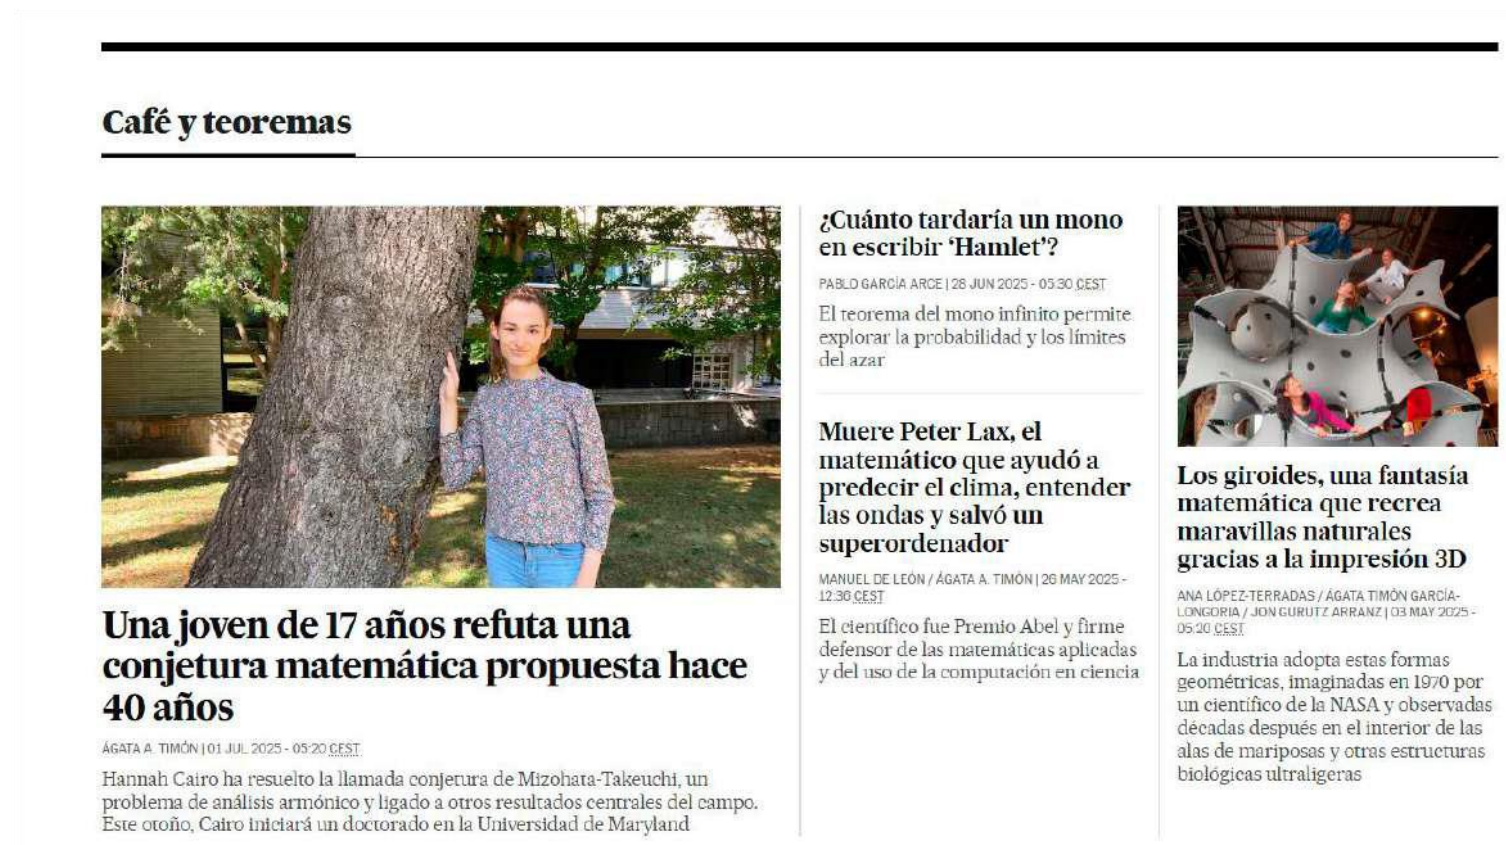 Café y teoremas
Una joven de 17 años refuta una
conjetura matemática propuesta hace
40 años
ÁGATA A. TIMÓN | 01 JUL 2025 - 05:20 CEST
Hannah Cairo ha resuelto la llamada conjetura de Mizohata-Takeuchi, un
problema de análisis armónico y ligado a otros resultados centrales del campo.
Este otoño, Cairo iniciará un doctorado en la Universidad de Maryland
¿Cuánto tardaría un mono
en escribir ‘Hamlet’?
PABLO GARCÍA ARCE | 28 JUN 2025 - 05:30 CEST
El teorema del mono infinito permite
explorar la probabilidad y los límites
del azar
Muere Peter Lax, el
matemático que ayudó a
predecir el clima, entender
las ondas y salvó un
superordenador
MANUEL DE LEÓN / ÁGATA A. TIMÓN | 26 MAY 2025 -
12:36 CEST
El científico fue Premio Abel y firme
defensor de las matemáticas aplicadas
y del uso de la computación en ciencia
Los giroides, una fantasía
matemática que recrea
maravillas naturales
gracias a la impresión 3D
ANA LÓPEZ-TERRADAS / ÁGATA TIMÓN GARCÍA-
LONGORIA / JON GURUTZ ARRANZ | 03 MAY 2025 -
05:20 CEST
La industria adopta estas formas
geométricas, imaginadas en 1970 por
un científico de la NASA y observadas
décadas después en el interior de las
alas de mariposas y otras estructuras
biológicas ultraligeras